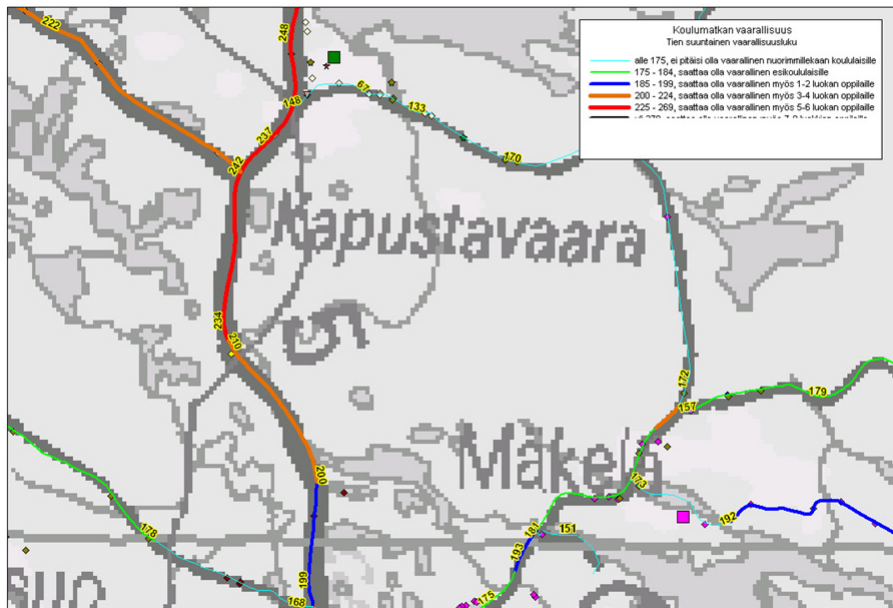 Koulumatkan vaarallisuus
Tien suuntainen vaarallisuusluku
alle 175, ei pitäisi olla vaarallinen nuorimmillekaan koululaisille
175 - 184, saattaa olla vaarallinen esikoululaisille
185 - 199, saattaa olla vaarallinen myös 1-2 luokan oppilaille
200 - 224, saattaa olla vaarallinen myös 3-4 luokan oppilaille
225 - 269, saattaa olla vaarallinen myös 5-6 luokan oppilaille
222
248
67
148
133
237
170
242
Kapustavaara
234
210
5
172
157
179
Mäkelä
200
173
178
181
151
192
193
199
168
175